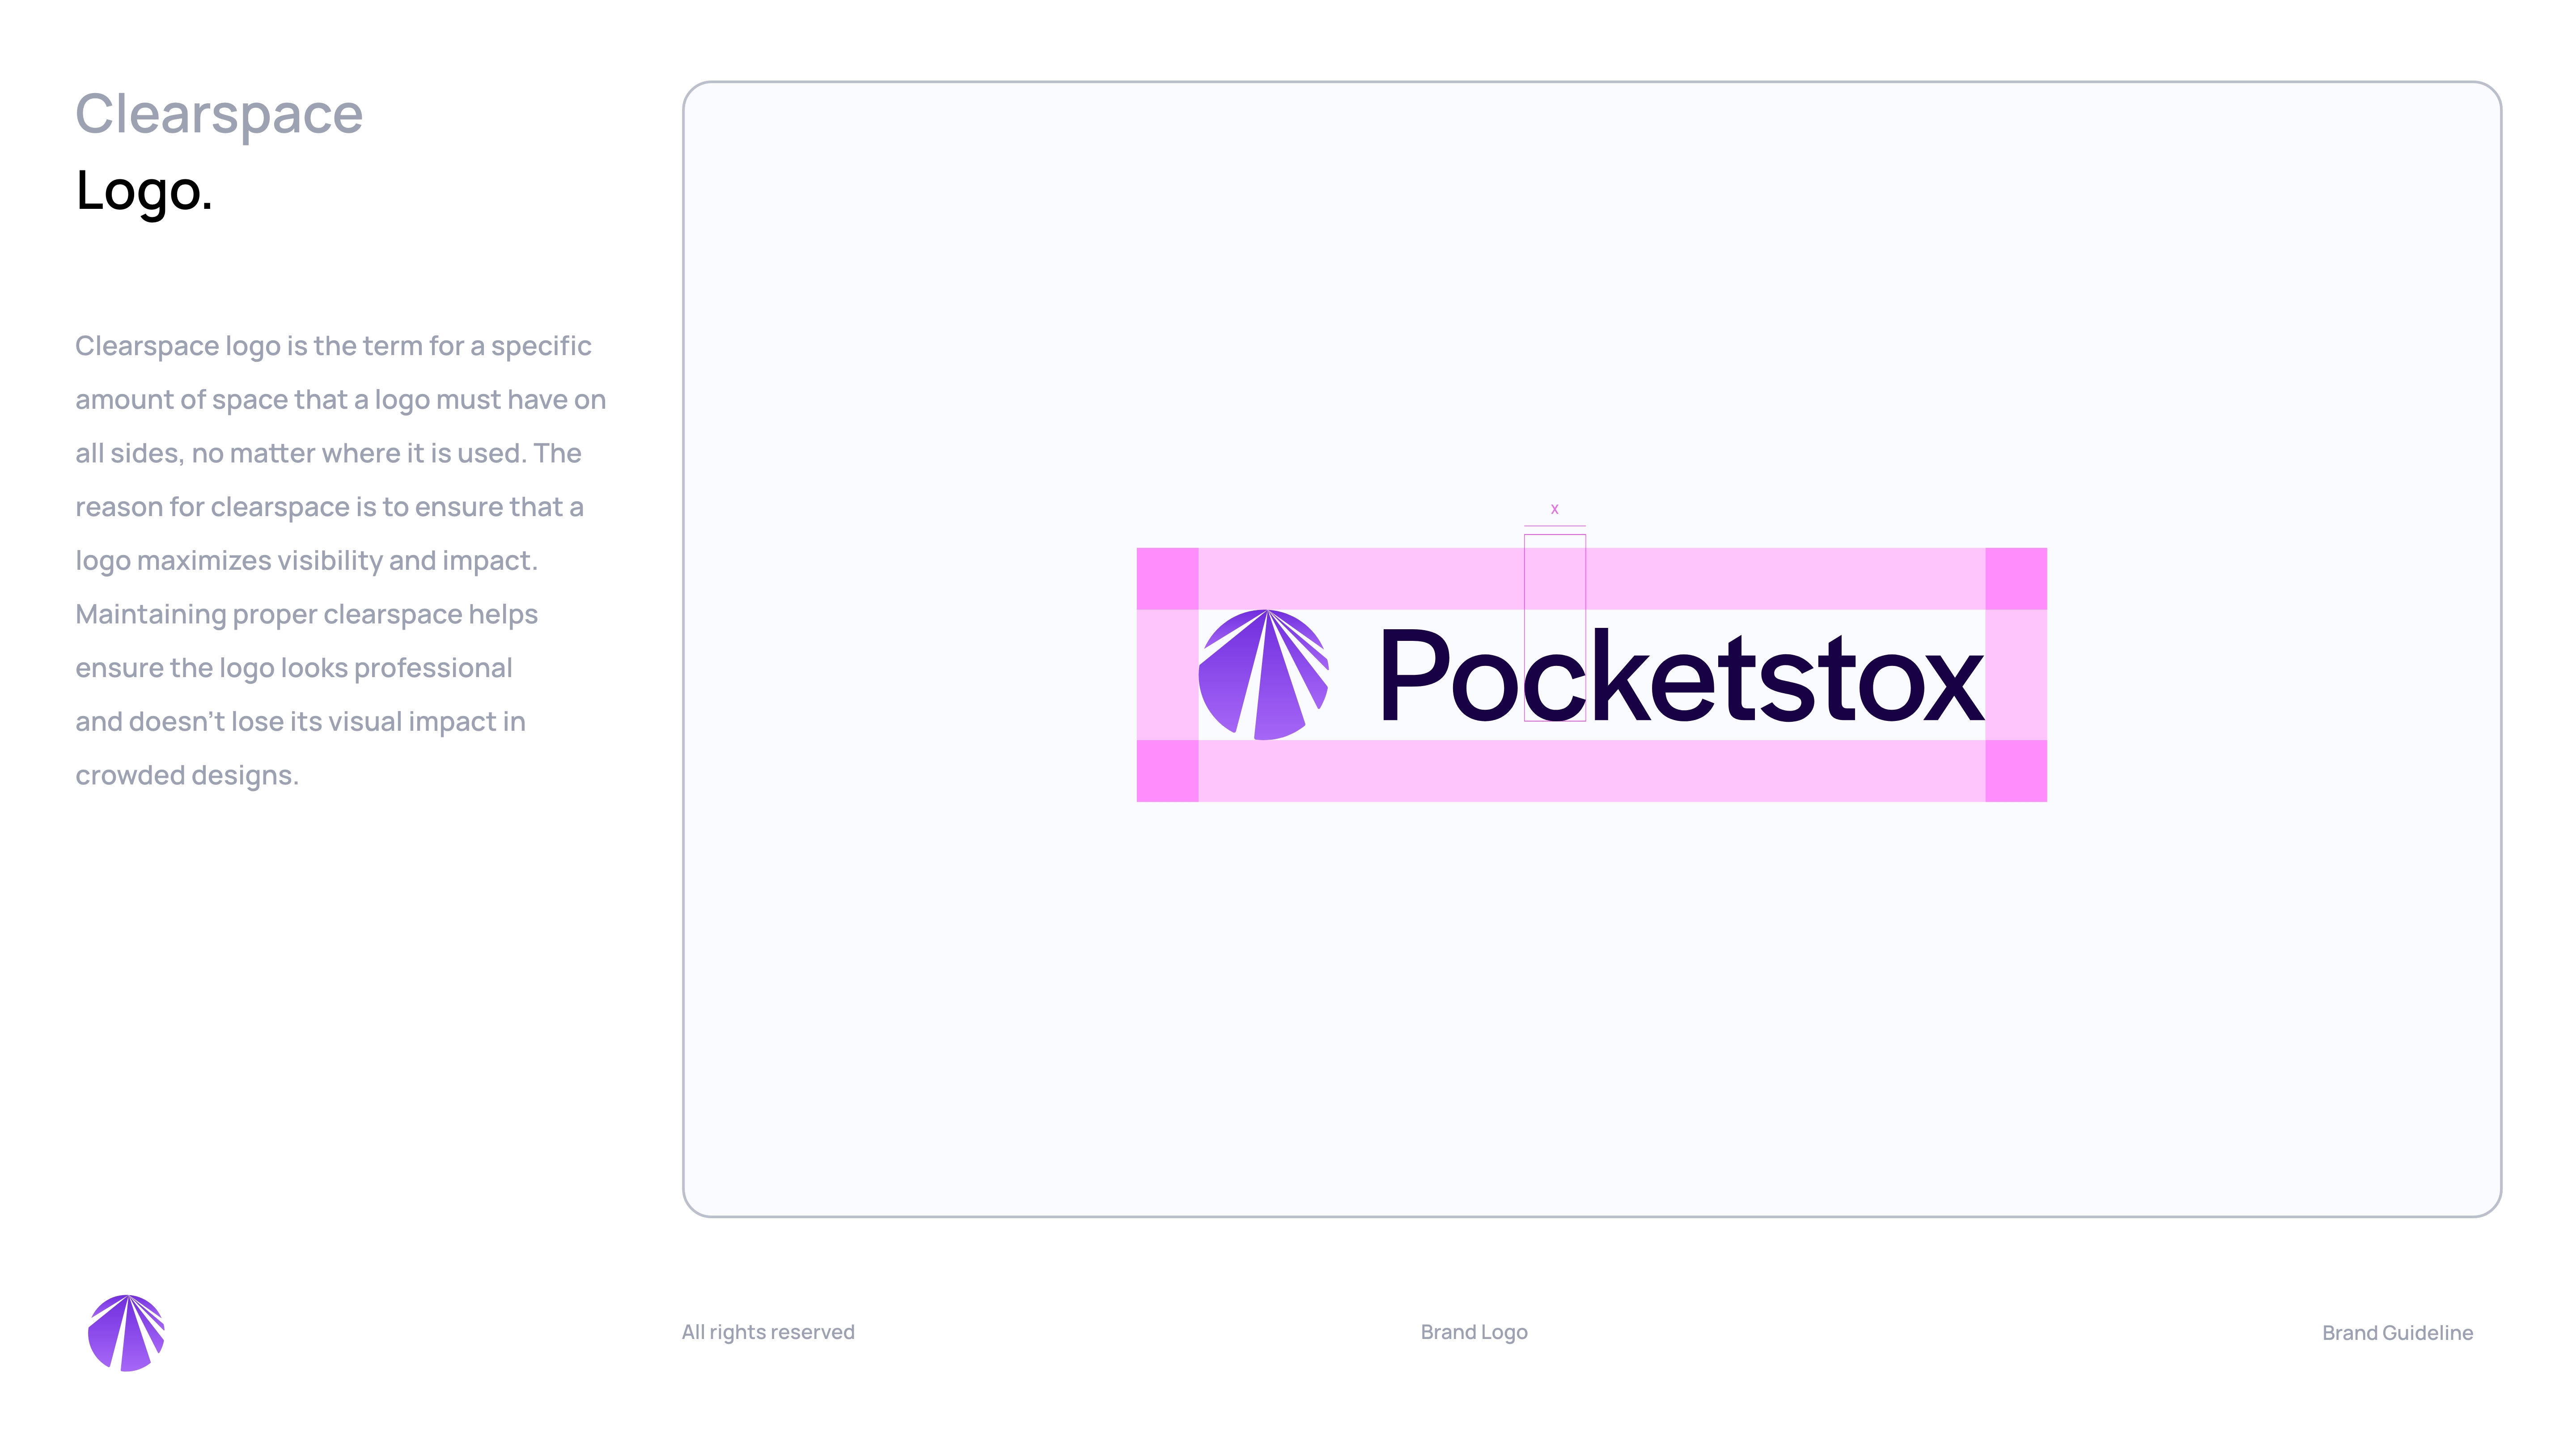 Clearspace
Logo.
Clearspace logo is the term for a specific
amount of space that a logo must have on
all sides, no matter where it is used. The
reason for clearspace is to ensure that a
logo maximizes visibility and impact.
Maintaining proper clearspace helps
ensure the logo looks professional
and doesn’t lose its visual impact in
crowded designs.
x
Pocketstox
All rights reserved
Brand Logo
Brand Guideline